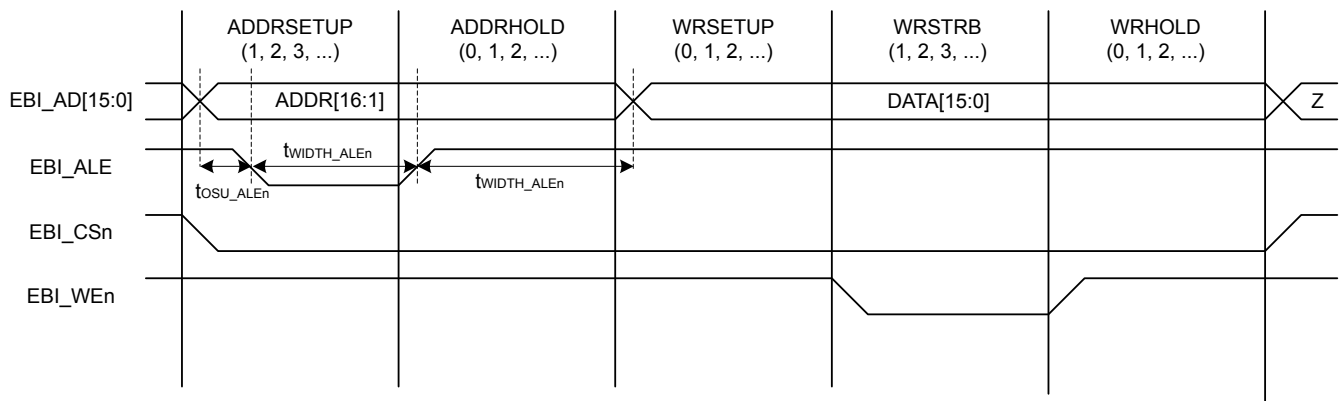 ADDRSETUP ADDRHOLD WRSETUP WRSTRB WRHOLD
(1, 2, 3, ...) (0, 1, 2, ...) (0, 1, 2, ...) (1, 2, 3, ...) (0, 1, 2, ...)
EBI_AD[15:0] ADDR[16:1] DATA[15:0] Z
EBI_ALE tWIDTH_ALEn
tOSU_ALEn tWIDTH_ALEn
EBI_CSn
EBI_WEn